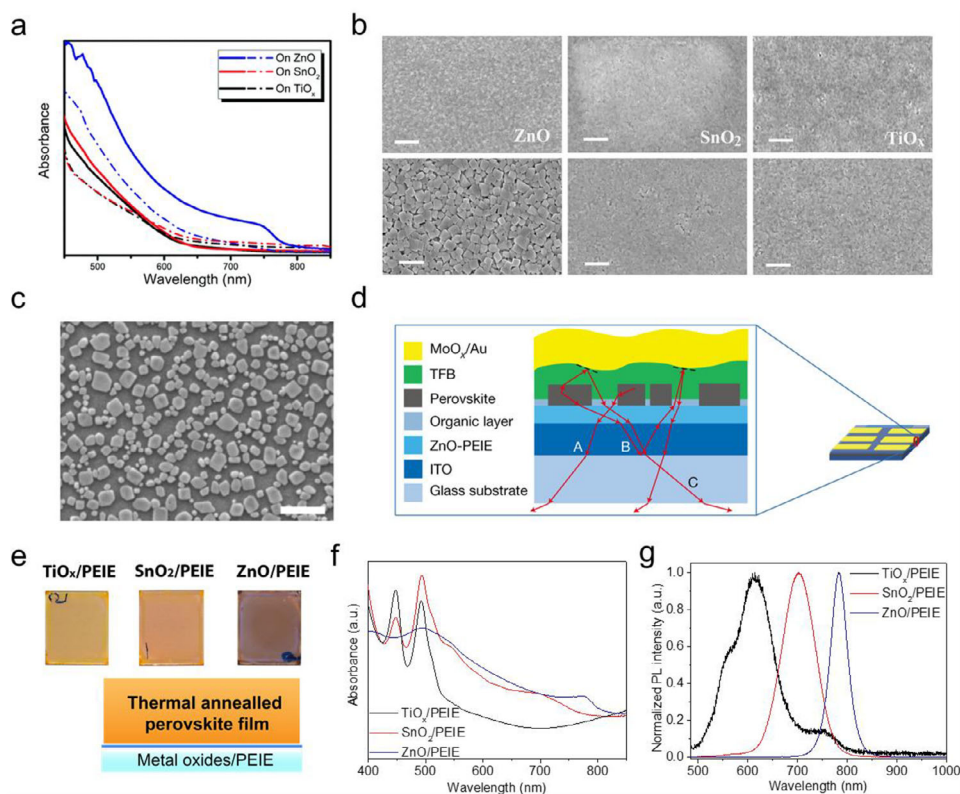 a
On ZnO
On SnO₂
On TiOₓ
Absorbance
500 600 700 800
Wavelength (nm)
b
ZnO
SnO₂
TiOₓ
c
d
MoOₓ/Au
TFB
Perovskite
Organic layer
ZnO-PEIE
ITO
Glass substrate
A
B
C
e
TiOₓ/PEIE SnO₂/PEIE ZnO/PEIE
Thermal annealled
perovskite film
Metal oxides/PEIE
f
Absorbance (a.u.)
TiOₓ/PEIE
SnO₂/PEIE
ZnO/PEIE
400 500 600 700 800
wavelength (nm)
g
Normalized PL intensity (a.u.)
1.0
0.8
0.6
0.4
0.2
0.0
TiOₓ/PEIE
SnO₂/PEIE
ZnO/PEIE
500 600 700 800 900 1000
wavelength (nm)